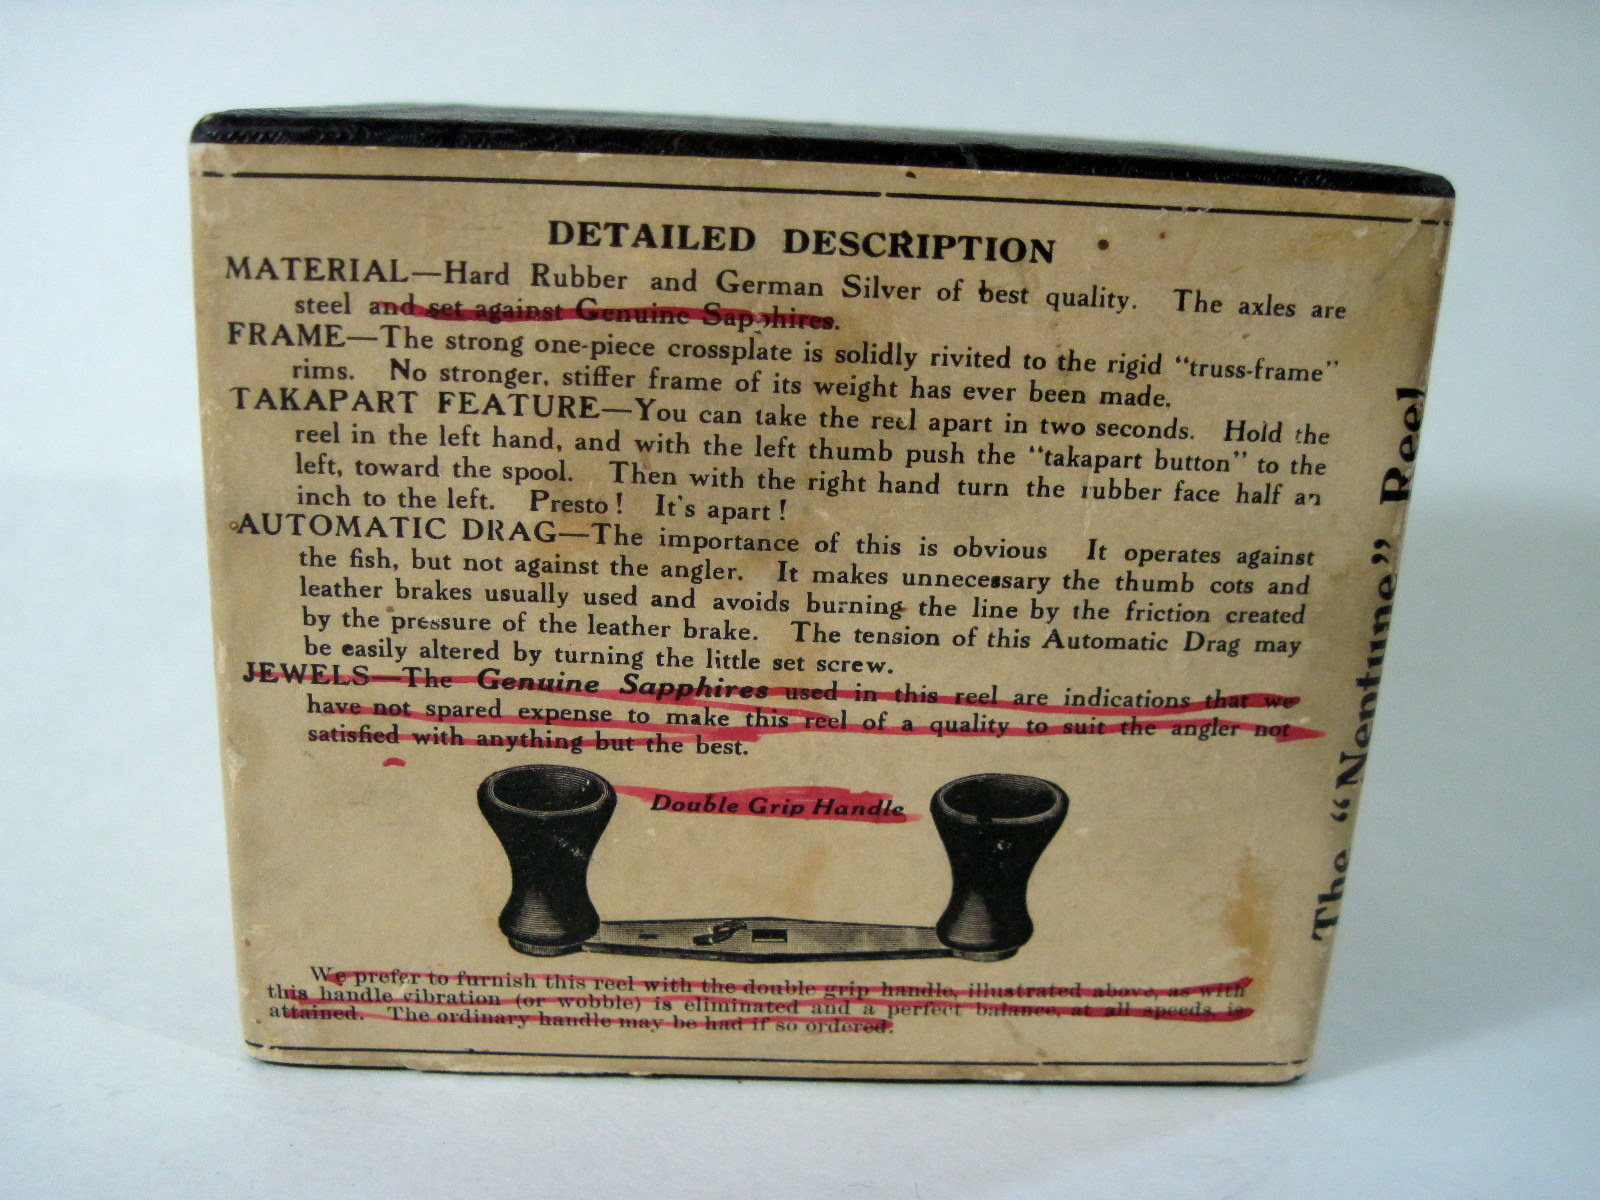 DETAILED DESCRIPTION
MATERIAL—Hard Rubber and German Silver of best quality. The axles are
steel and set against Genuine Sapphires.
FRAME—The strong one-piece crossplate is solidly rivited to the rigid "truss-frame"
rims. No stronger, stiffer frame of its weight has ever been made.
TAKAPART FEATURE—You can take the reel apart in two seconds. Hold the
reel in the left hand, and with the left thumb push the "takapart button" to the
left, toward the spool. Then with the right hand turn the rubber face half an
inch to the left. Presto! It's apart!
AUTOMATIC DRAG—The importance of this is obvious It operates against
the fish, but not against the angler. It makes unnecessary the thumb cots and
leather brakes usually used and avoids burning the line by the friction created
by the pressure of the leather brake. The tension of this Automatic Drag may
be easily altered by turning the little set screw.
JEWELS—The Genuine Sapphires used in this reel are indications that we
have not spared expense to make this reel of a quality to suit the angler not
satisfied with anything but the best.
Double Grip Handle
We prefer to furnish this reel with the double grip handle, illustrated above, as with
this handle vibration (or wobble) is eliminated and a perfect balance, at all speeds, is
attained. The ordinary handle may be had if so ordered.
The "Neptune" Reel